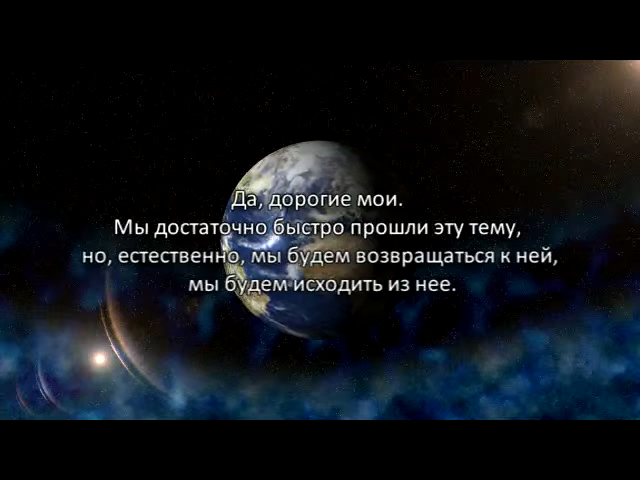 Да, дорогие мои.
Мы достаточно быстро прошли эту тему,
но, естественно, мы будем возвращаться к ней,
мы будем исходить из нее.